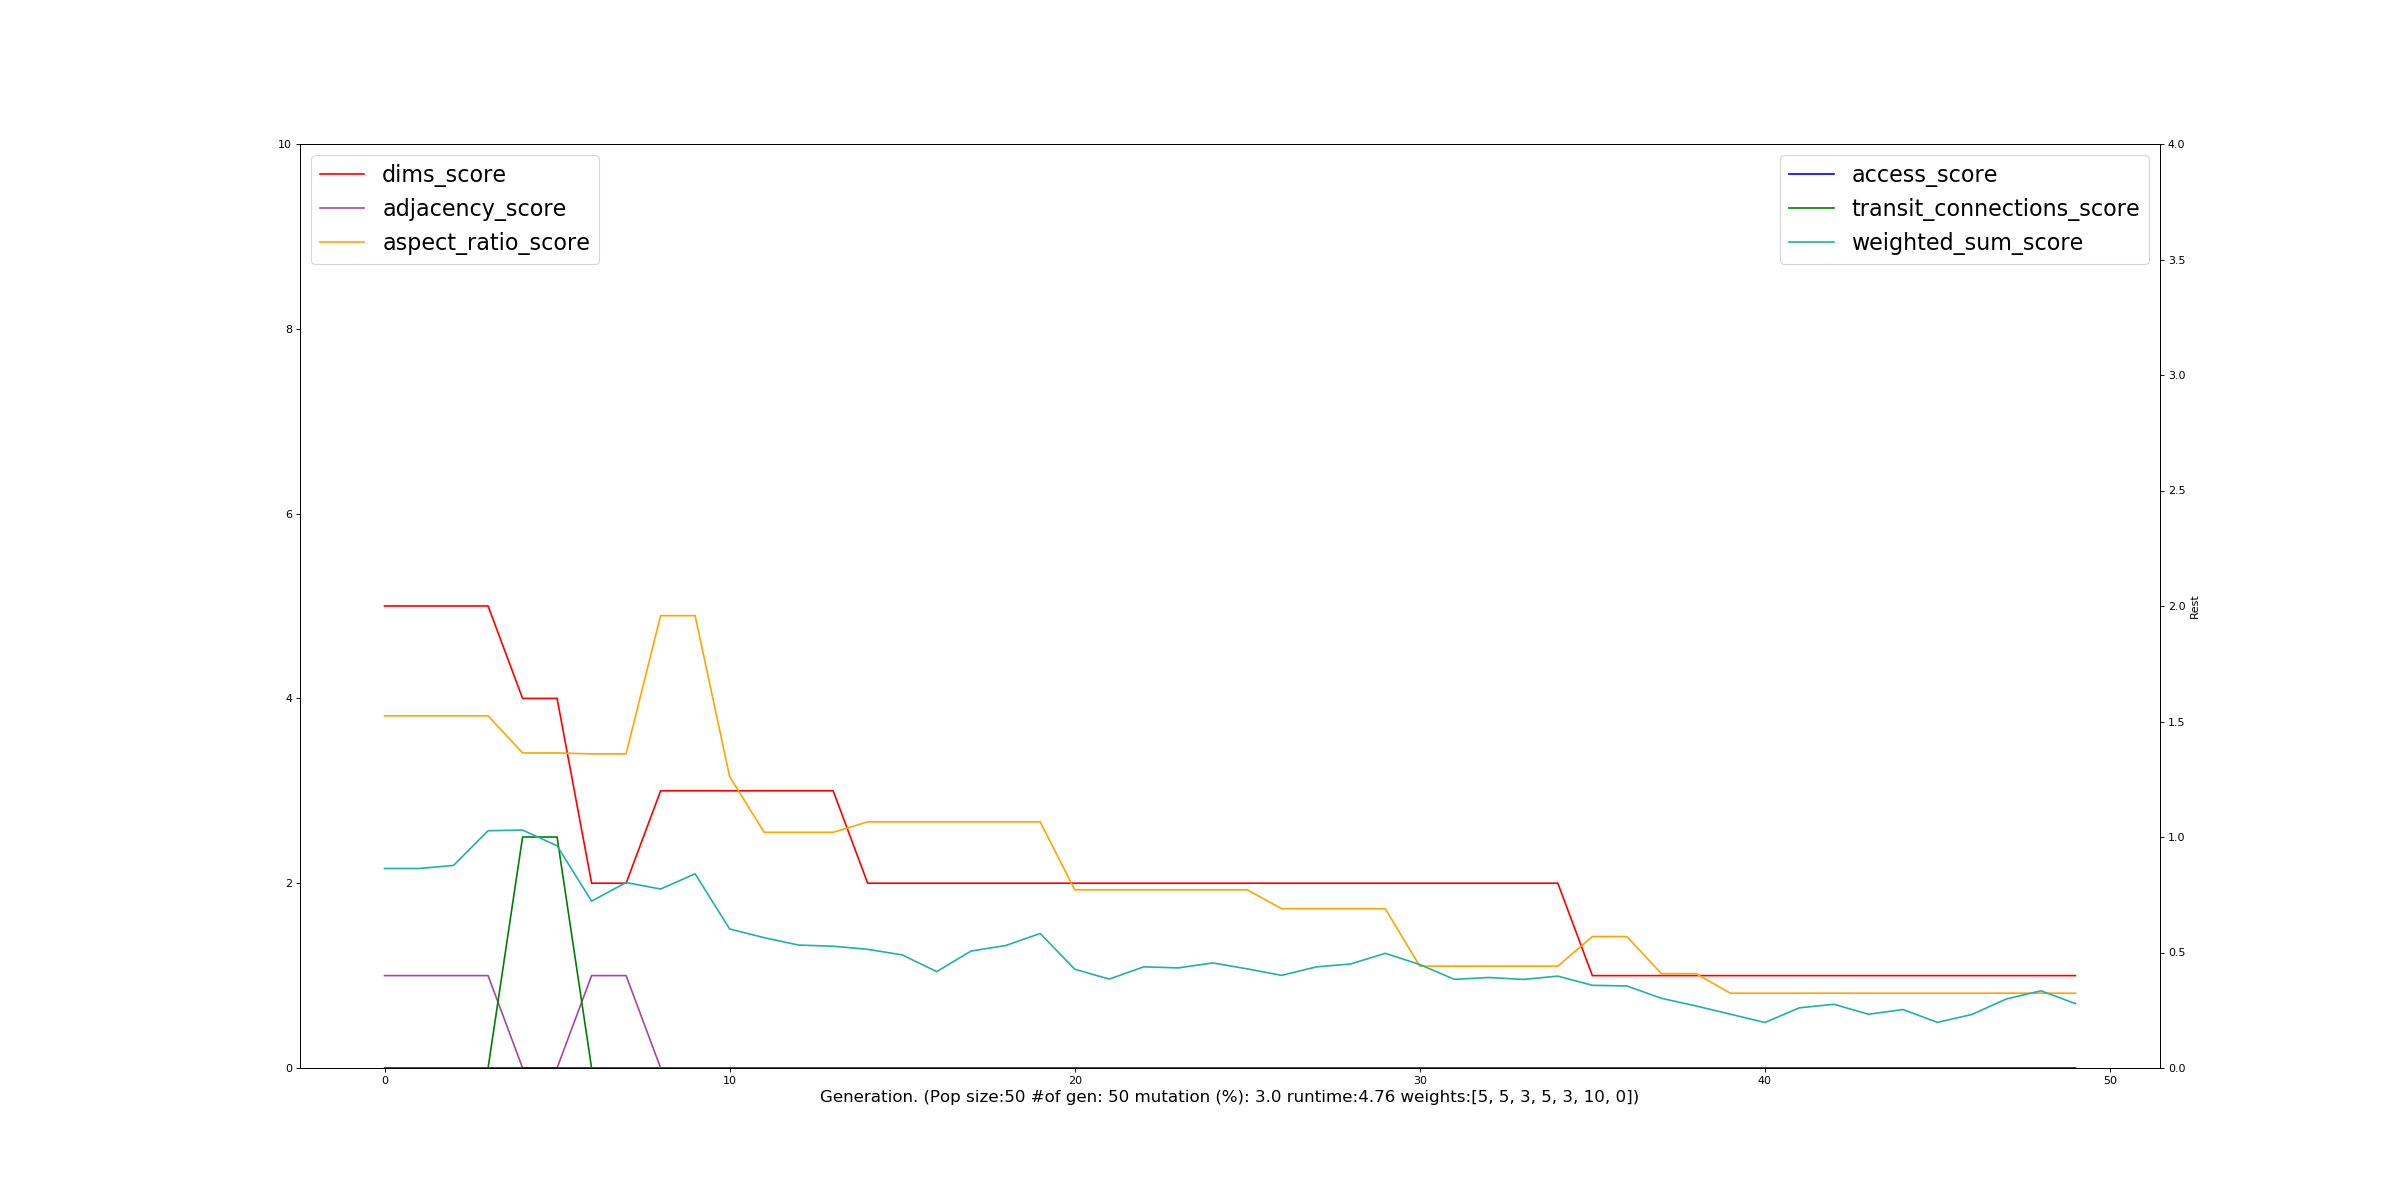 dims_score
adjacency_score
aspect_ratio_score
access_score
transit_connections_score
weighted_sum_score
10
8
6
4
2
0
4.0
3.5
3.0
2.5
2.0
1.5
1.0
0.5
0.0
Rest
0 10 20 30 40 50
Generation. (Pop size:50 #of gen: 50 mutation (%): 3.0 runtime:4.76 weights:[5, 5, 3, 5, 3, 10, 0])